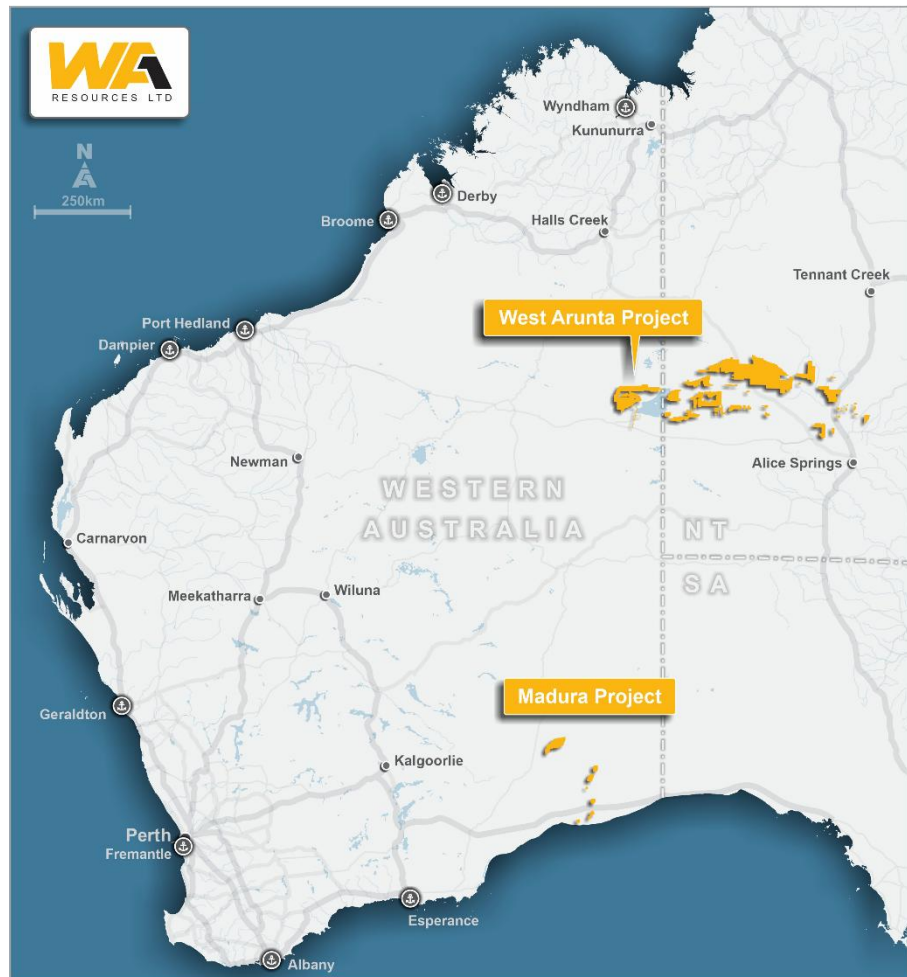 WA1
RESOURCES LTD
N
250km
Wyndham
Kununurra
Derby
Broome
Halls Creek
Tennant Creek
West Arunta Project
Port Hedland
Dampier
Newman
Alice Springs
WESTERN
AUSTRALIA
NT
SA
Carnarvon
Meekatharra
Wiluna
Madura Project
Geraldton
Kalgoorlie
Perth
Fremantle
Esperance
Albany